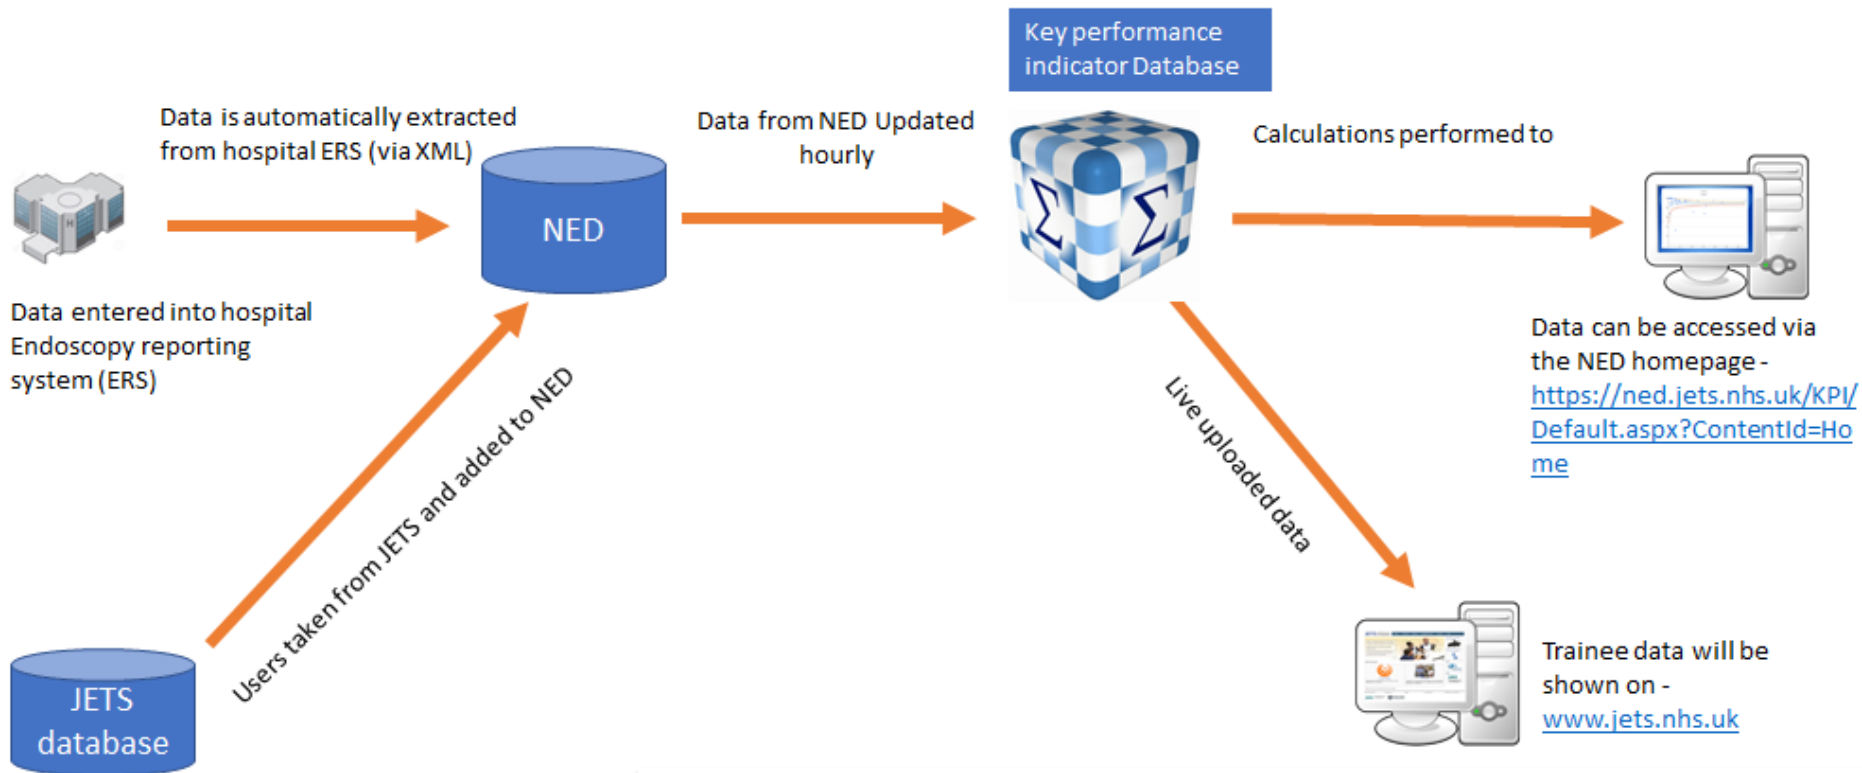 Key performance
indicator Database
Data is automatically extracted
from hospital ERS (via XML)
Data from NED Updated
hourly
Calculations performed to
NED
H
Σ
Σ
Data entered into hospital
Endoscopy reporting
system (ERS)
Data can be accessed via
the NED homepage -
https://ned.jets.nhs.uk/KPI/
Default.aspx?ContentId=Ho
me
Users taken from JETS and added to NED
Live uploaded data
JETS
database
Trainee data will be
shown on -
www.jets.nhs.uk